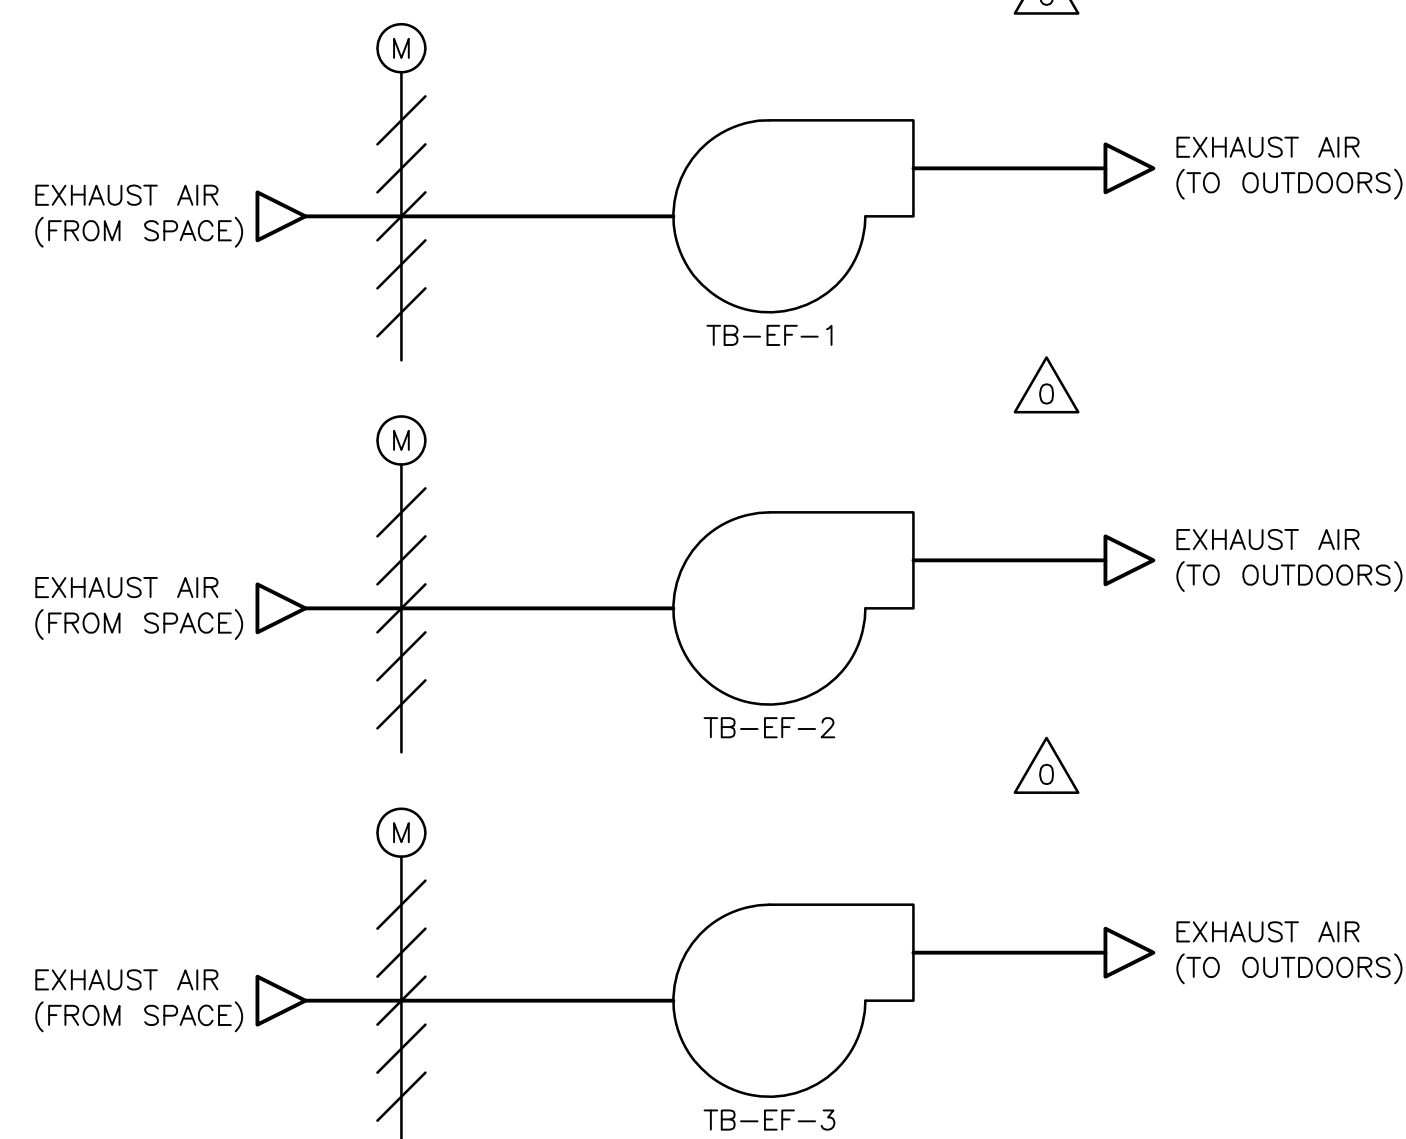 M
EXHAUST AIR
(TO OUTDOORS)
EXHAUST AIR
(FROM SPACE)
TB-EF-1
0
M
EXHAUST AIR
(TO OUTDOORS)
EXHAUST AIR
(FROM SPACE)
TB-EF-2
0
M
EXHAUST AIR
(TO OUTDOORS)
EXHAUST AIR
(FROM SPACE)
TB-EF-3